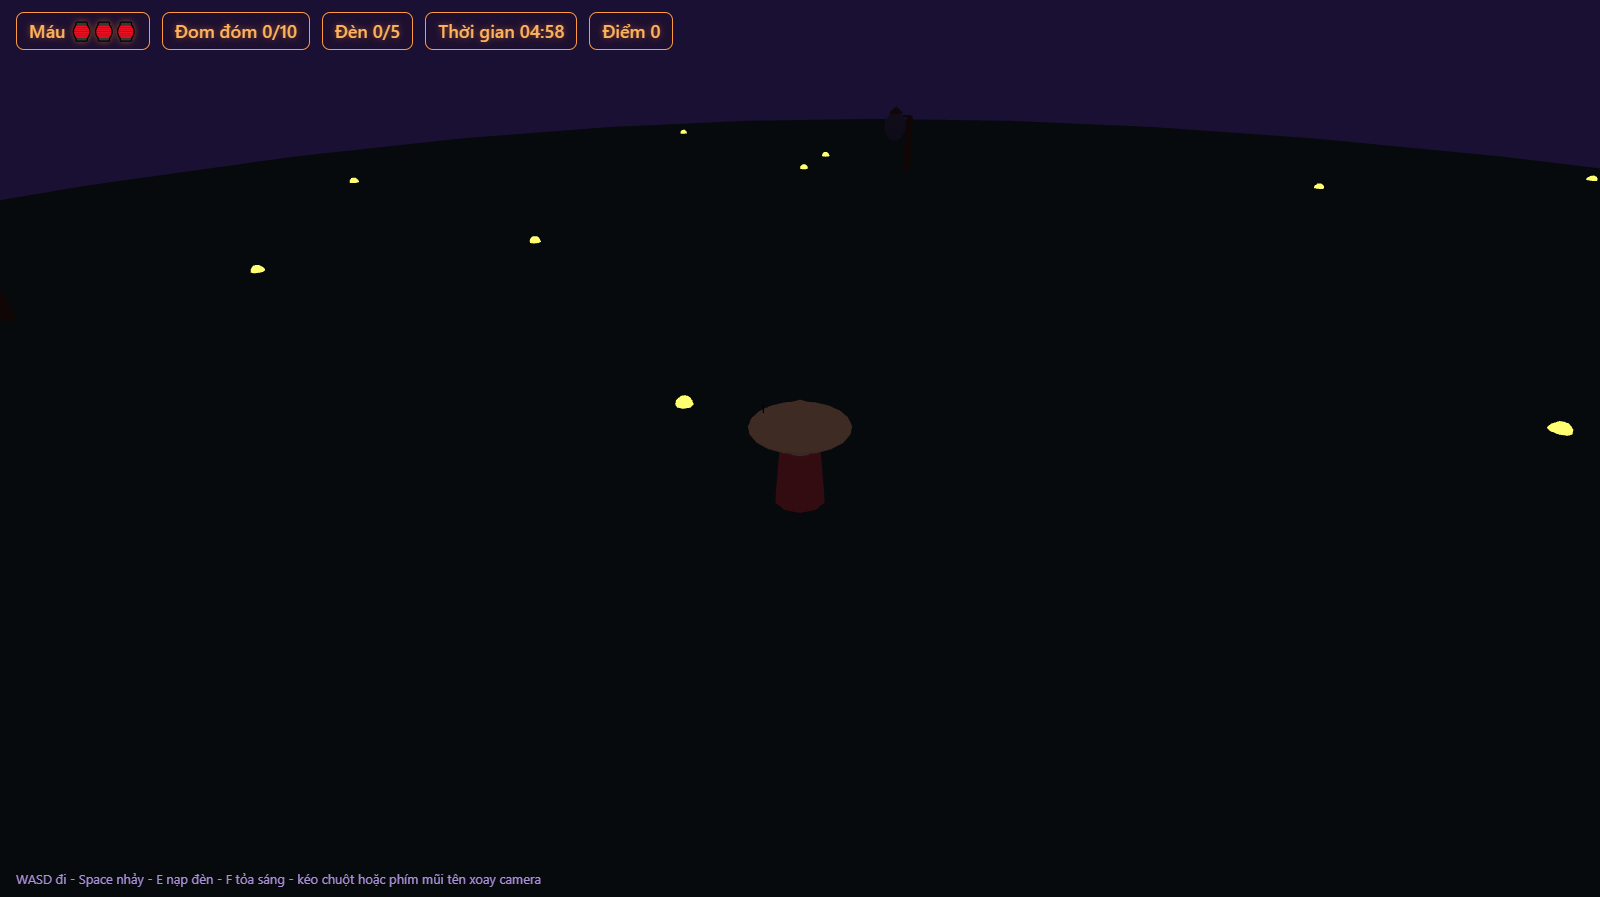 Máu
Đom đóm 0/10
Đèn 0/5
Thời gian 04:58
Điểm 0
WASD đi - Space nhảy - E nạp đèn - F tỏa sáng - kéo chuột hoặc phím mũi tên xoay camera